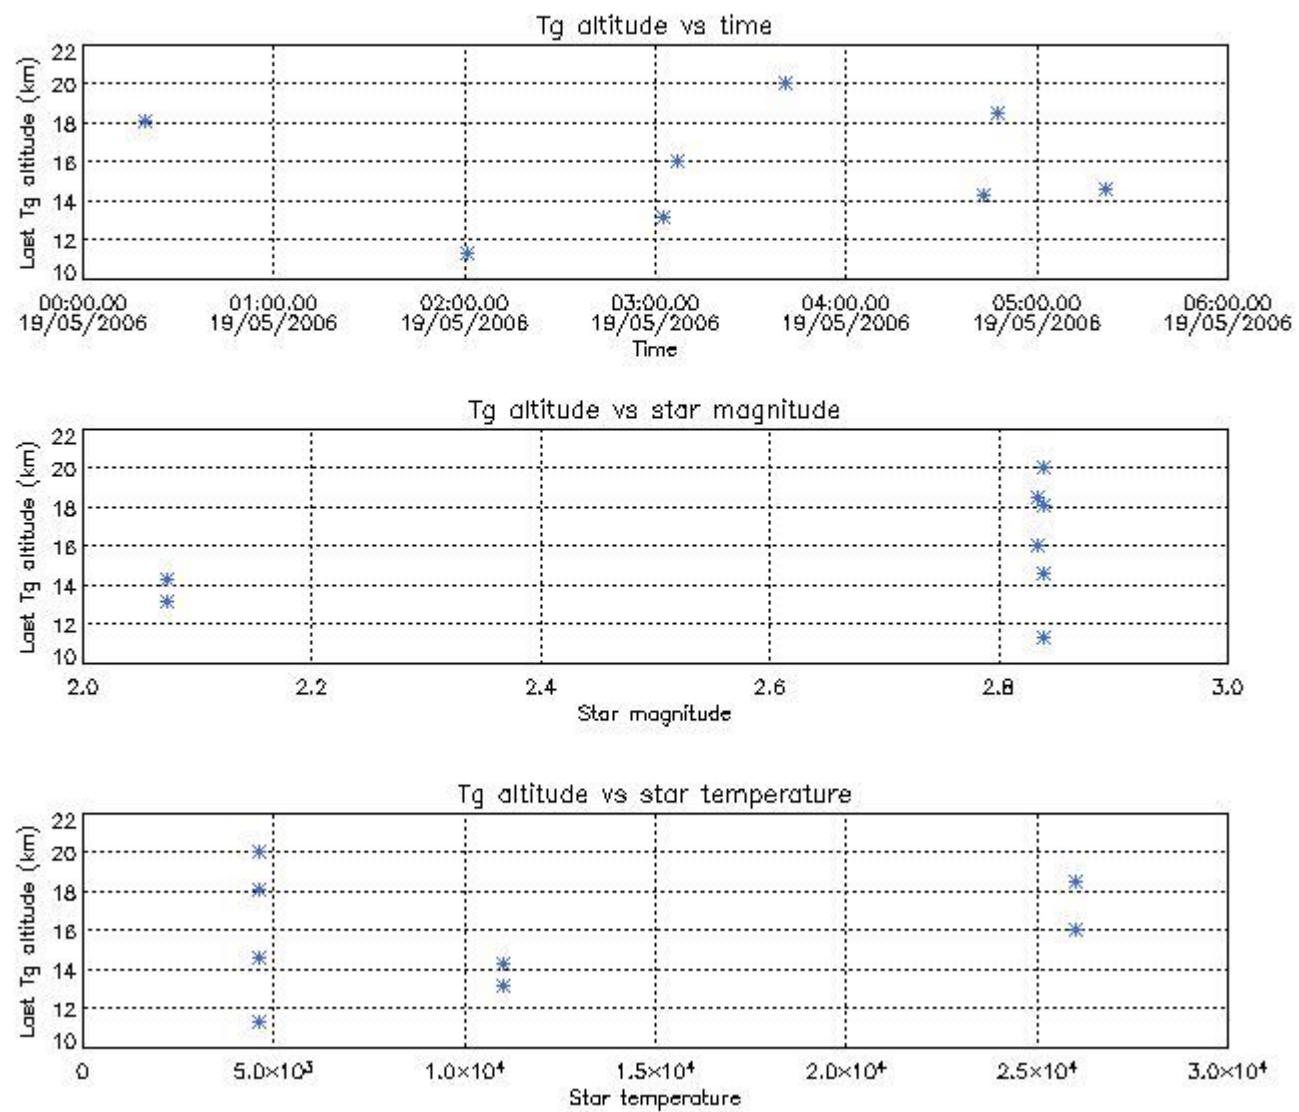 Tg altitude vs time
Last Tg altitude (km)
22
20
18
16
14
12
10
00:00.00 01:00.00 02:00.00 03:00.00 04:00.00 05:00.00 06:00.00
19/05/2006 19/05/2006 19/05/2006 19/05/2006 19/05/2006 19/05/2006 19/05/2006
Time
Tg altitude vs star magnitude
Last Tg altitude (km)
22
20
18
16
14
12
10
2.0 2.2 2.4 2.6 2.8 3.0
Star magnitude
Tg altitude vs star temperature
Last Tg altitude (km)
22
20
18
16
14
12
10
0 5.0×10³ 1.0×10⁴ 1.5×10⁴ 2.0×10⁴ 2.5×10⁴ 3.0×10⁴
Star temperature